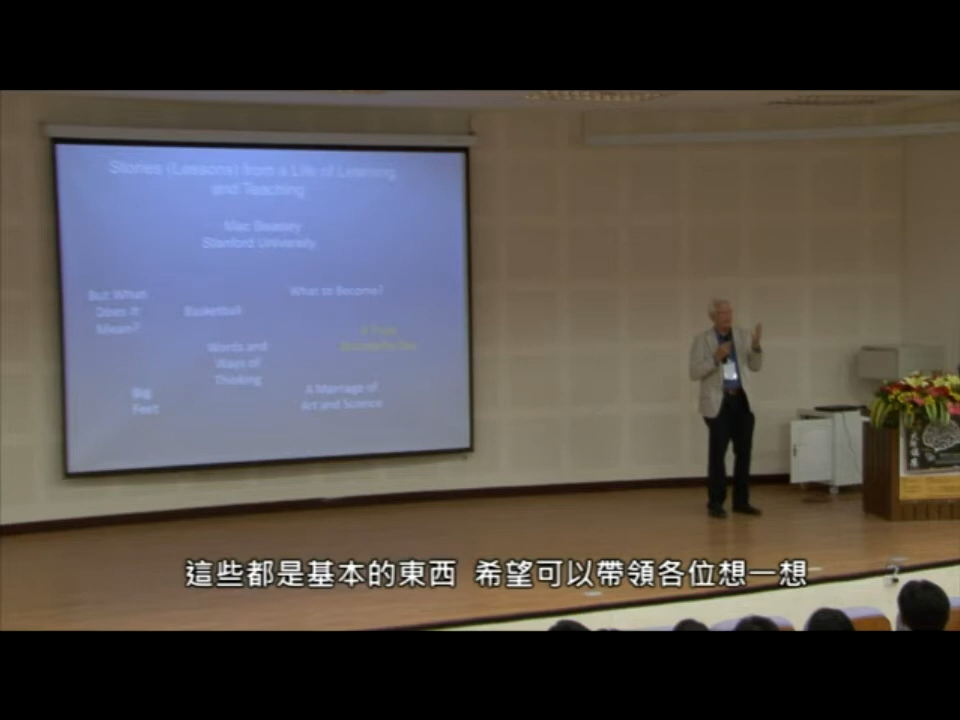 Stories (Lessons) from a Life of Learning
and Teaching
Mac Beasley
Stanford University
What to Become?
But What
Does It
Mean?
Basketball
Words and
Ways of
Thinking
Big
Feet
A Marriage of
Art and Science
這些都是基本的東西 希望可以帶領各位想一想